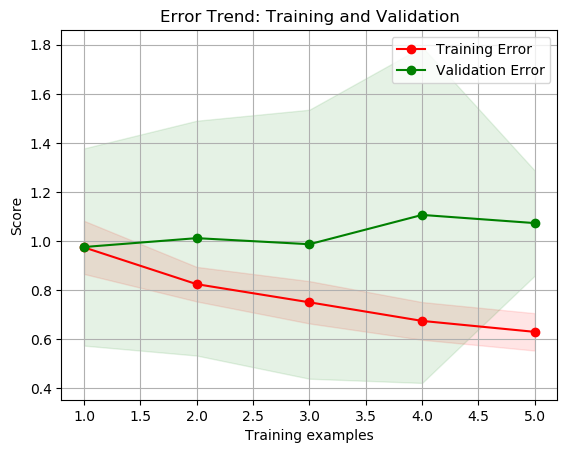 Error Trend: Training and Validation
Training Error
Validation Error
Score
1.8
1.6
1.4
1.2
1.0
0.8
0.6
0.4
1.0 1.5 2.0 2.5 3.0 3.5 4.0 4.5 5.0
Training examples